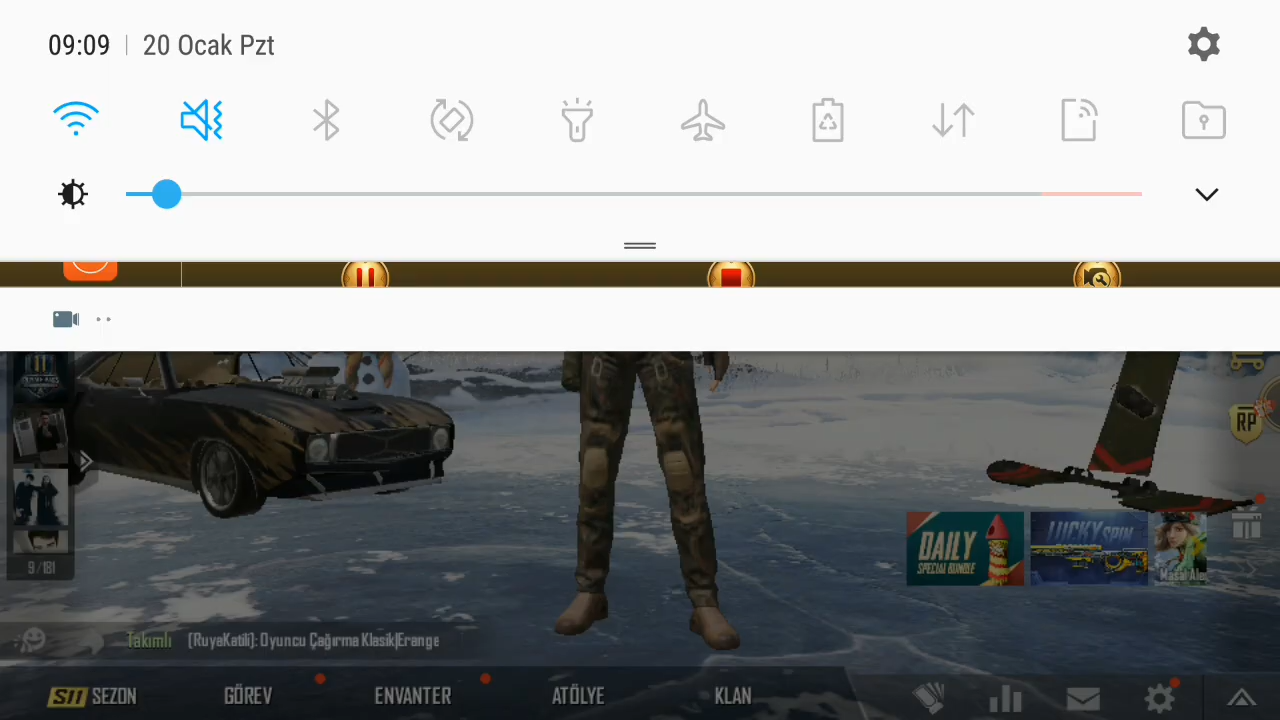 09:09 | 20 Ocak Pzt
RP
DAILY
SPECIAL BUNDLE
LUCKY SPIN
9/181
Takımlı [RuyaKatili]: Oyuncu Çağırma Klasik|Erange
S11 SEZON
GÖREV
ENVANTER
ATÖLYE
KLAN